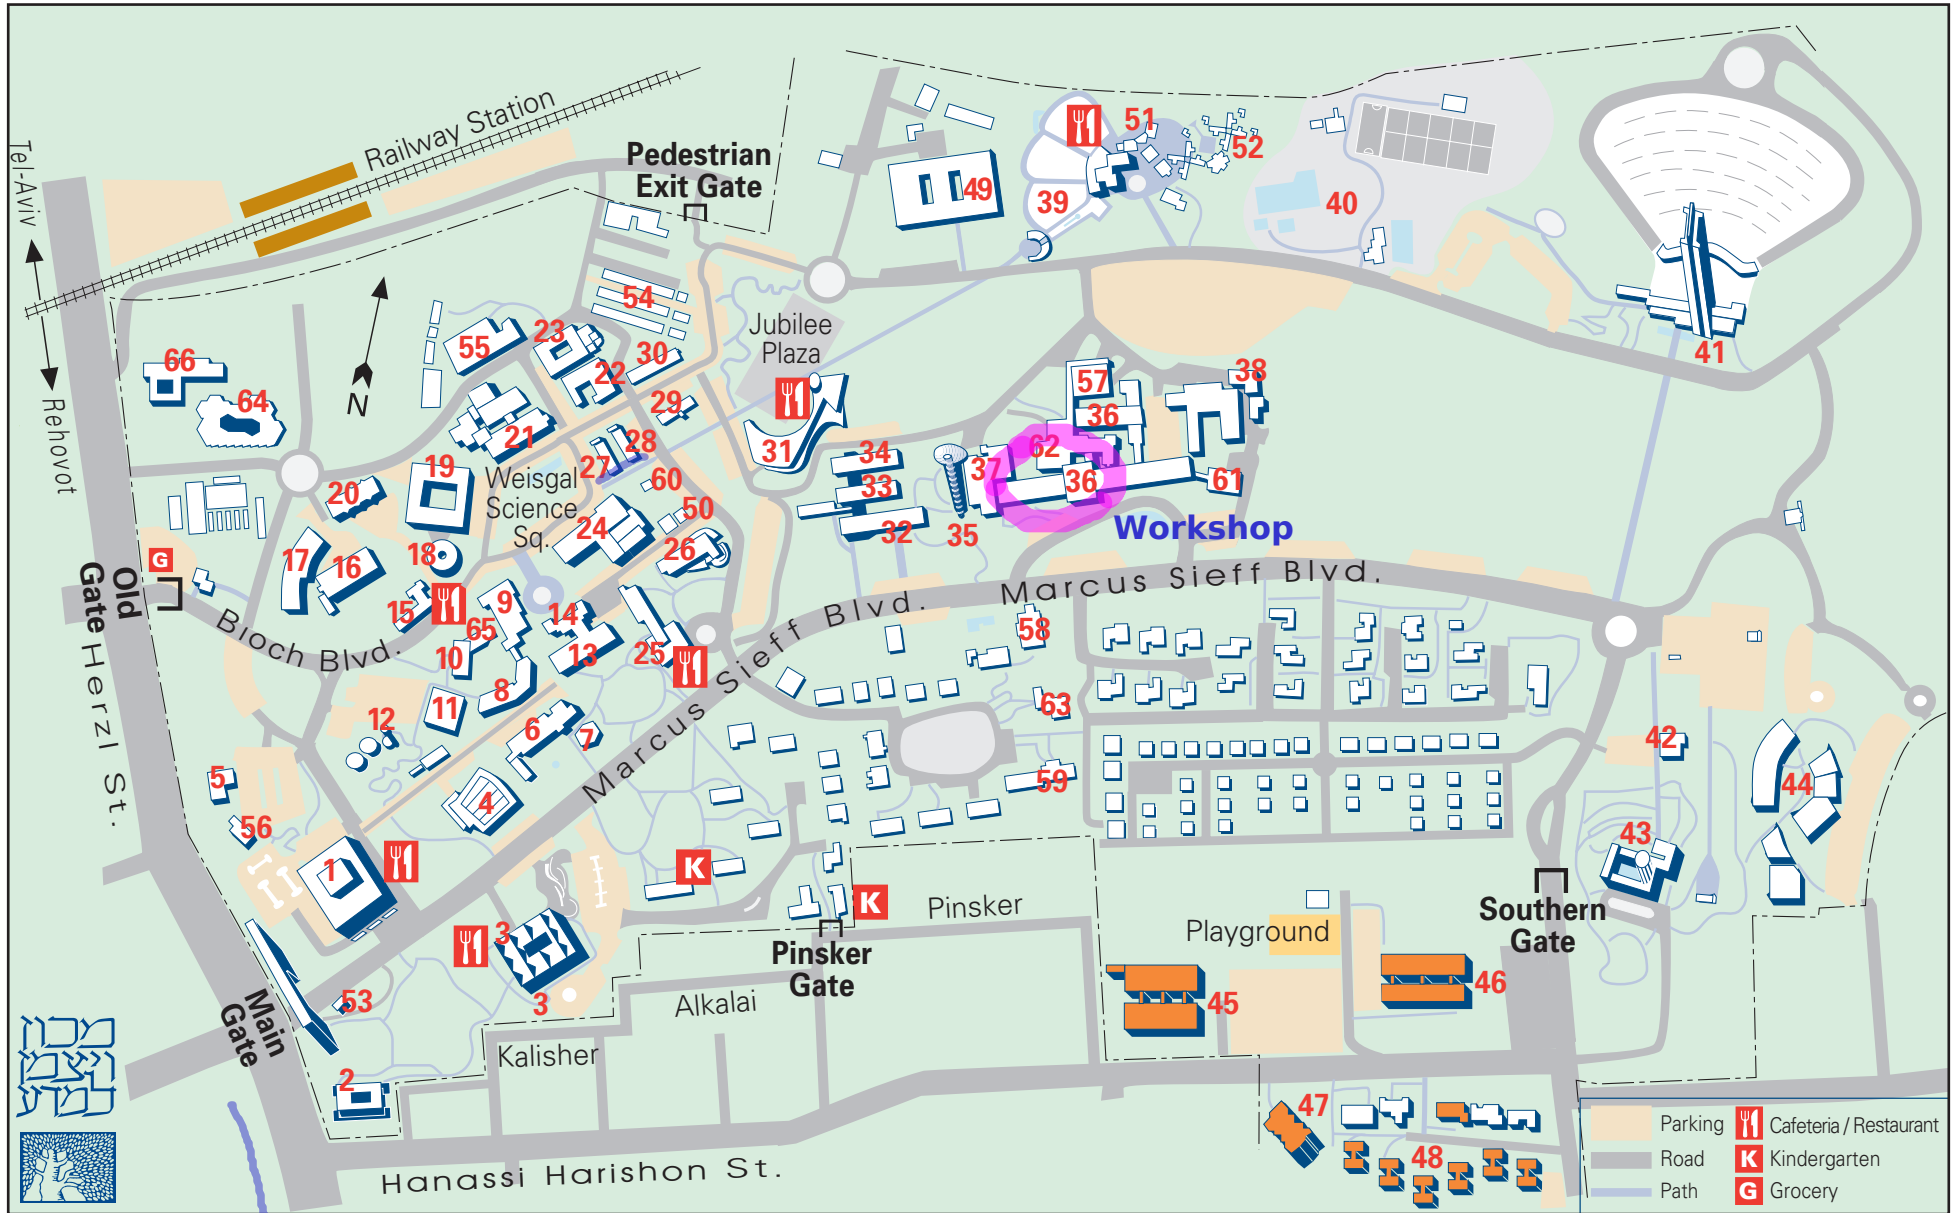 Railway Station
Tel-Aviv
Rehovot
Pedestrian
Exit Gate
51
52
49
39
40
41
54
Jubilee
Plaza
23
55
30
22
66
64
N
29
21
28
27
31
57
38
36
34
62
37
36
61
33
32
35
Workshop
19
20
Weisgal
Science
Sq.
60
50
24
26
18
17
16
G
Old
Gate
15
9
14
65
10
13
25
8
11
12
6
7
Bloch Blvd.
Marcus Sieff Blvd.
Marcus Sieff Blvd.
58
63
59
42
44
43
Herzl St.
5
56
4
1
K
K
3
3
53
Main
Gate
2
Pinsker
Pinsker
Gate
Alkalai
Kalisher
Playground
Southern
Gate
45
46
47
48
Hanassi Harishon St.
מכון
ויצמן
למדע
Parking
Cafeteria / Restaurant
Road
K Kindergarten
Path
G Grocery